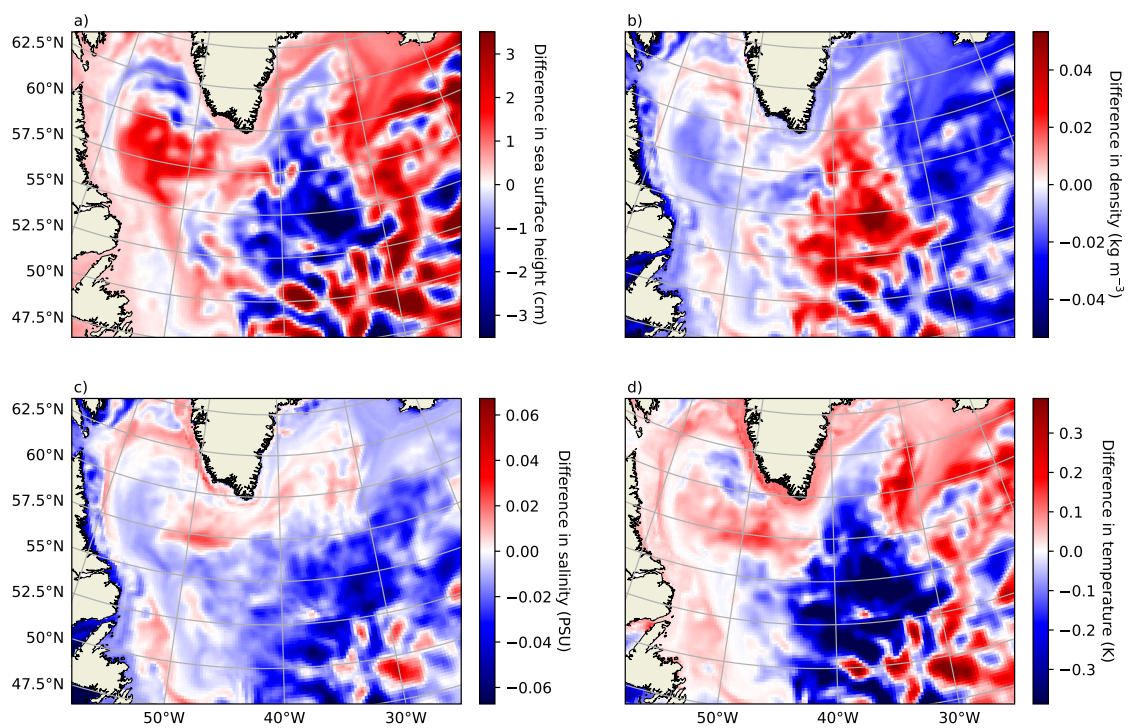 a)
62.5°N
60°N
57.5°N
55°N
52.5°N
50°N
47.5°N
3
2
1
0
−1
−2
−3
Difference in sea surface height (cm)
b)
0.04
0.02
0.00
−0.02
−0.04
Difference in density (kg m⁻³)
c)
62.5°N
60°N
57.5°N
55°N
52.5°N
50°N
47.5°N
50°W
40°W
30°W
0.06
0.04
0.02
0.00
−0.02
−0.04
−0.06
Difference in salinity (PSU)
d)
50°W
40°W
30°W
0.3
0.2
0.1
0.0
−0.1
−0.2
−0.3
Difference in temperature (K)